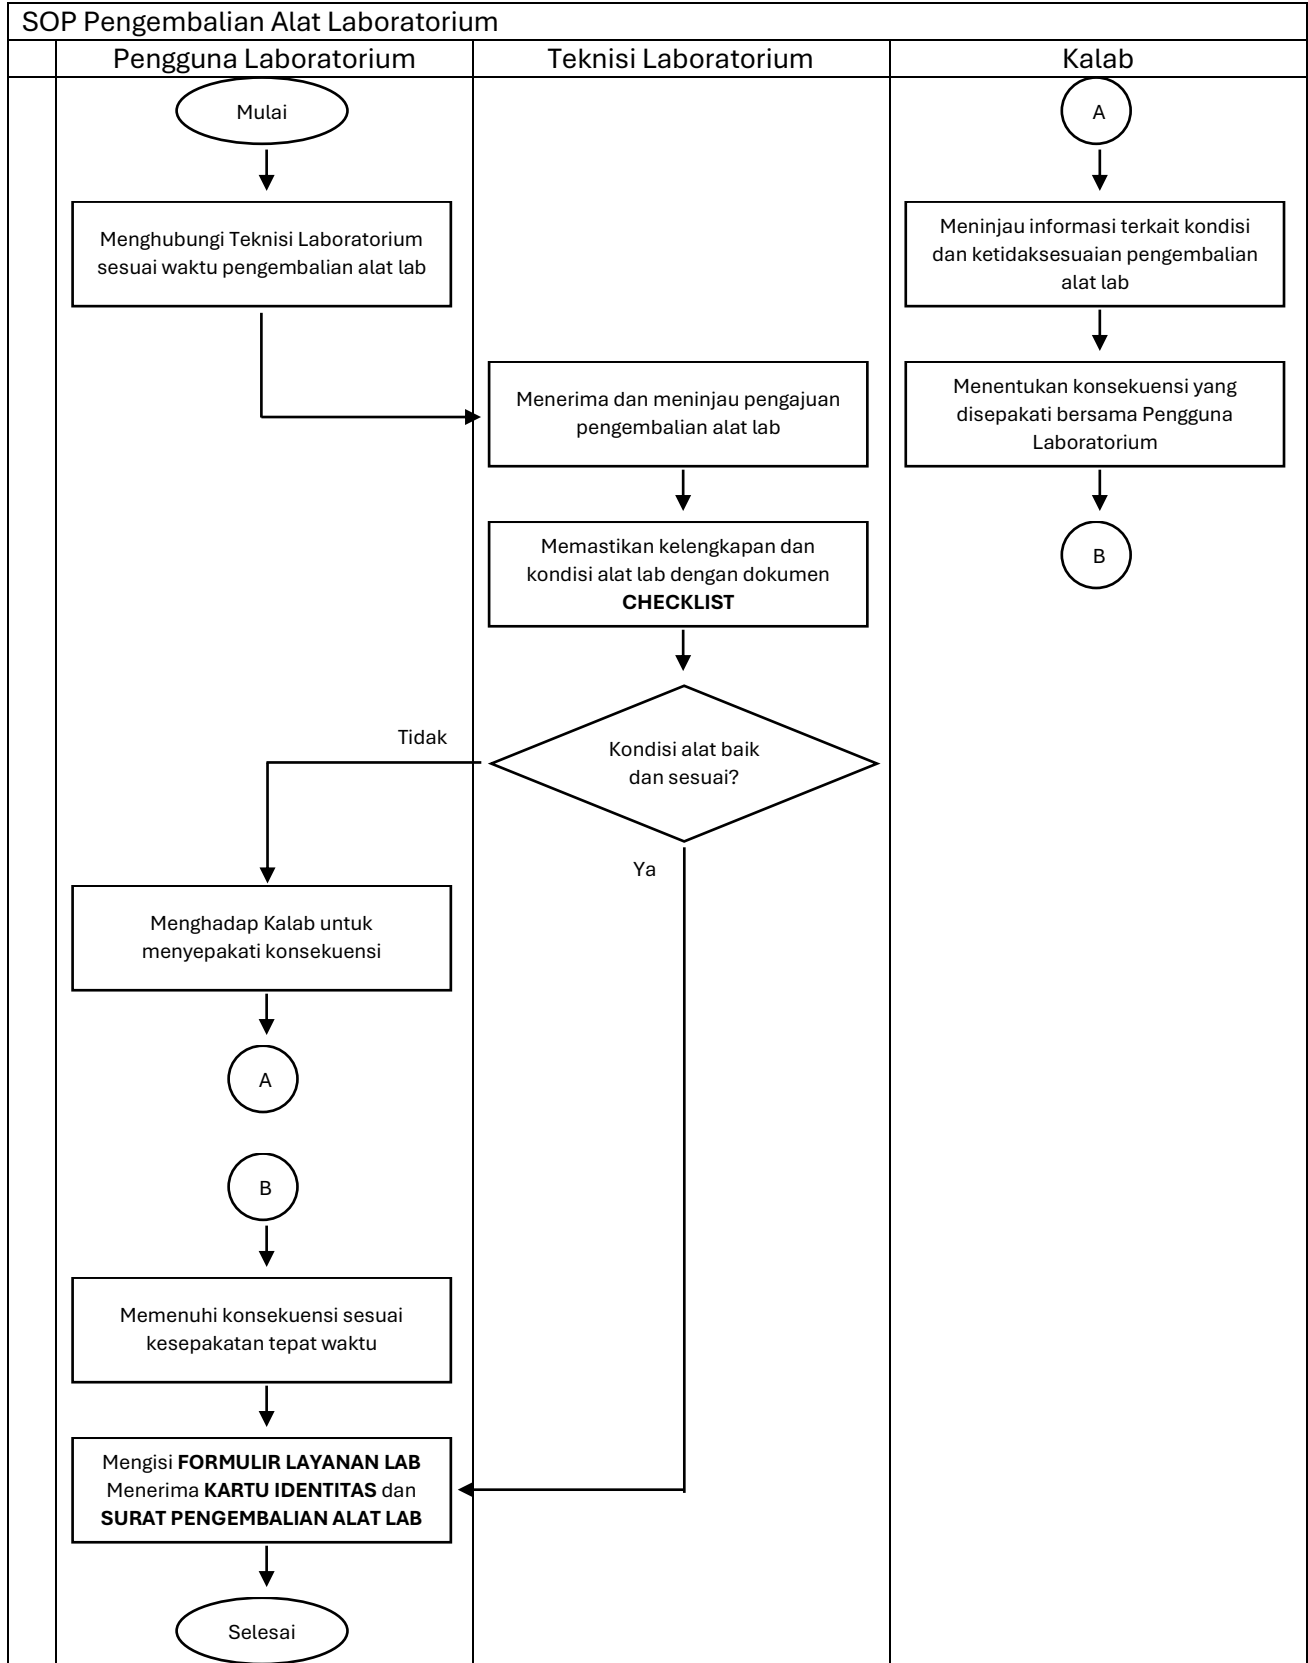 SOP Pengembalian Alat Laboratorium
Pengguna Laboratorium
Teknisi Laboratorium
Kalab
Mulai
Menghubungi Teknisi Laboratorium
sesuai waktu pengembalian alat lab
Menerima dan meninjau pengajuan
pengembalian alat lab
Memastikan kelengkapan dan
kondisi alat lab dengan dokumen
CHECKLIST
Kondisi alat baik
dan sesuai?
Tidak
Ya
Menghadap Kalab untuk
menyepakati konsekuensi
A
A
Meninjau informasi terkait kondisi
dan ketidaksesuaian pengembalian
alat lab
Menentukan konsekuensi yang
disepakati bersama Pengguna
Laboratorium
B
B
Memenuhi konsekuensi sesuai
kesepakatan tepat waktu
Mengisi FORMULIR LAYANAN LAB
Menerima KARTU IDENTITAS dan
SURAT PENGEMBALIAN ALAT LAB
Selesai